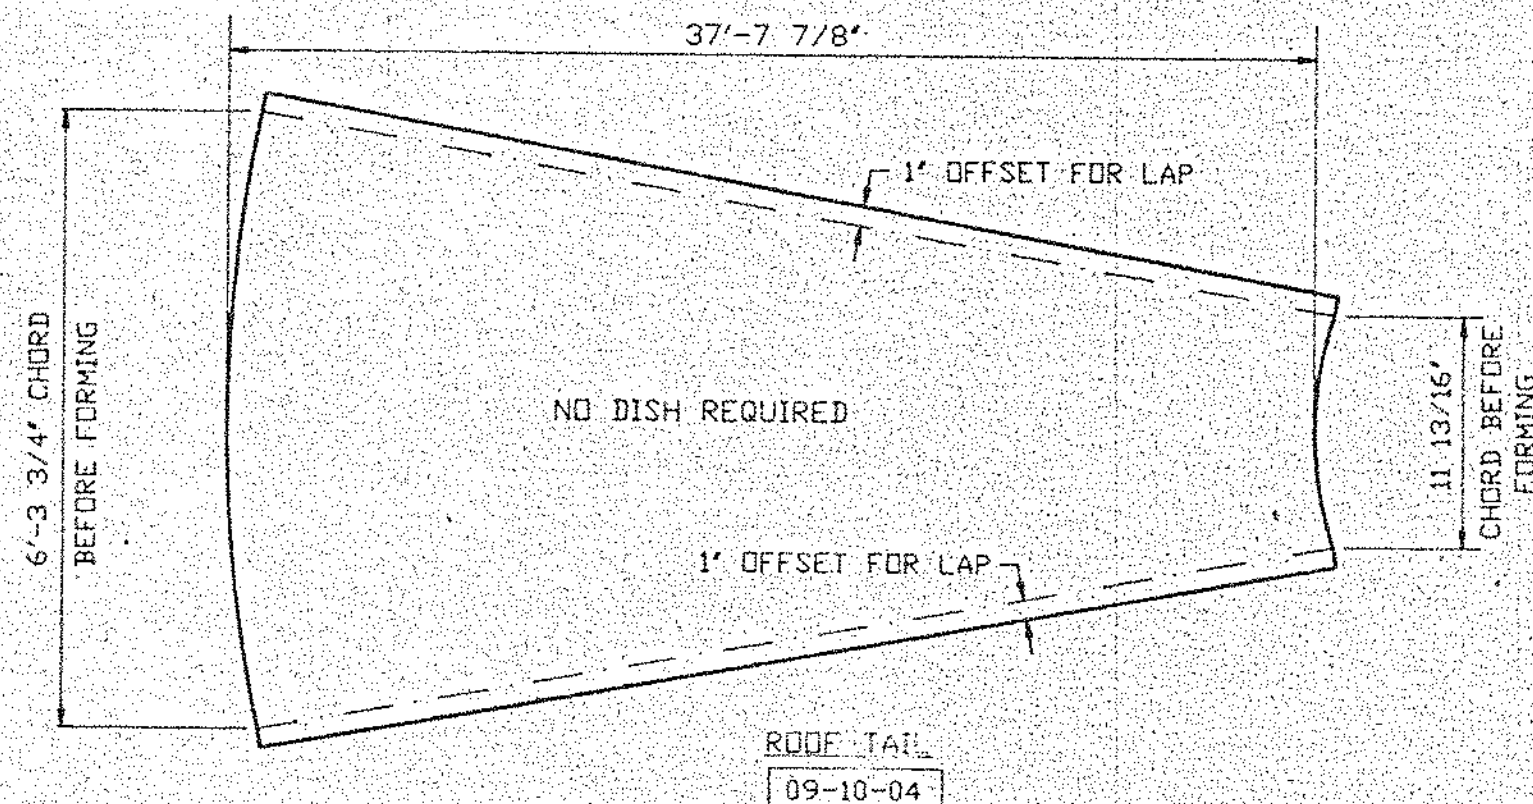 37'-7 7/8"
1" OFFSET FOR LAP
6'-3 3/4" CHORD
BEFORE FORMING
NO DISH REQUIRED
11 13/16"
CHORD BEFORE
FORMING
1" OFFSET FOR LAP
ROOF TAIL
09-10-04